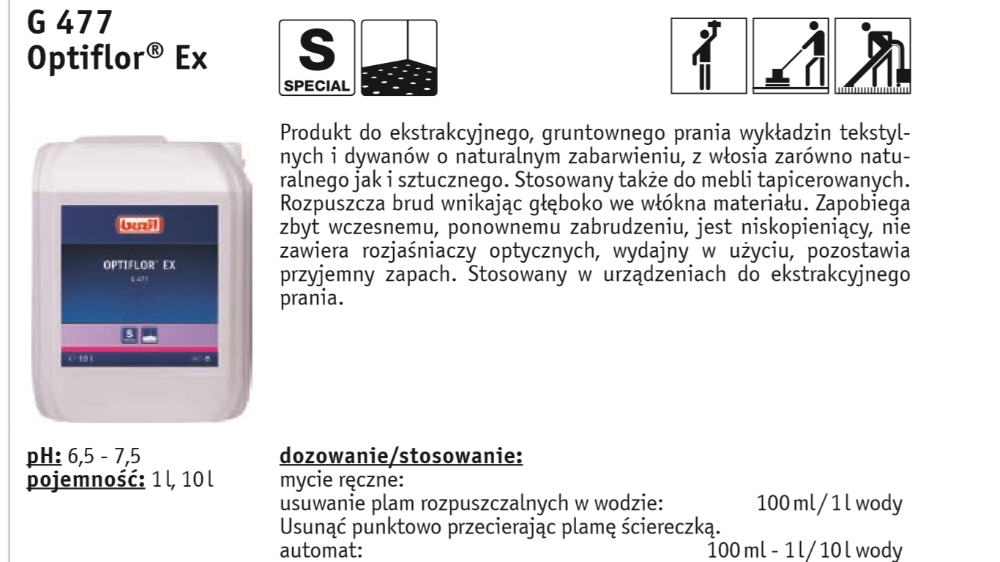 G 477
Optiflor® Ex
S
SPECIAL
Produkt do ekstrakcyjnego, gruntownego prania wykładzin tekstyl-
nych i dywanów o naturalnym zabarwieniu, z włosia zarówno natu-
ralnego jak i sztucznego. Stosowany także do mebli tapicerowanych.
Rozpuszcza brud wnikając głęboko we włókna materiału. Zapobiega
zbyt wczesnemu, ponownemu zabrudzeniu, jest niskopieniący, nie
zawiera rozjaśniaczy optycznych, wydajny w użyciu, pozostawia
przyjemny zapach. Stosowany w urządzeniach do ekstrakcyjnego
prania.
buzil
OPTIFLOR® EX
G 477
S
10 l
pH: 6,5 - 7,5
pojemność: 1 l, 10 l
dozowanie/stosowanie:
mycie ręczne:
usuwanie plam rozpuszczalnych w wodzie: 100 ml/ 1 l wody
Usunąć punktowo przecierając plamę ściereczką.
automat: 100 ml - 1 l/ 10 l wody